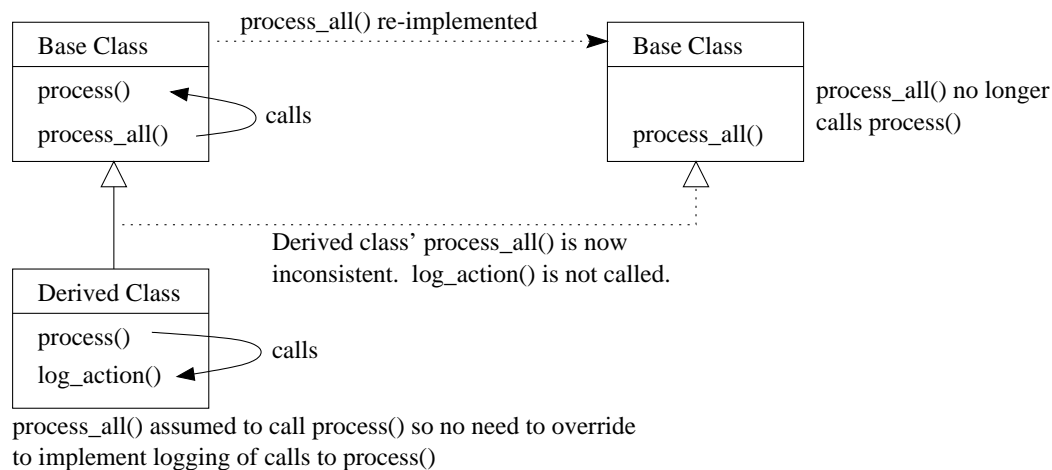 process_all() re-implemented
Base Class
process()
process_all()
calls
Base Class
process_all()
process_all() no longer
calls process()
Derived class’ process_all() is now
inconsistent. log_action() is not called.
Derived Class
process()
log_action()
calls
process_all() assumed to call process() so no need to override
to implement logging of calls to process()